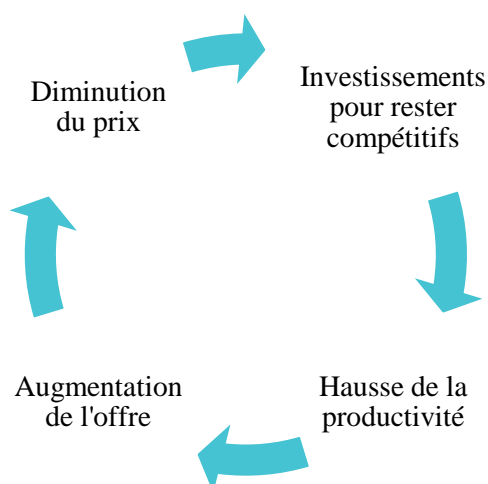 Diminution
du prix
Investissements
pour rester
compétitifs
Hausse de la
productivité
Augmentation
de l'offre